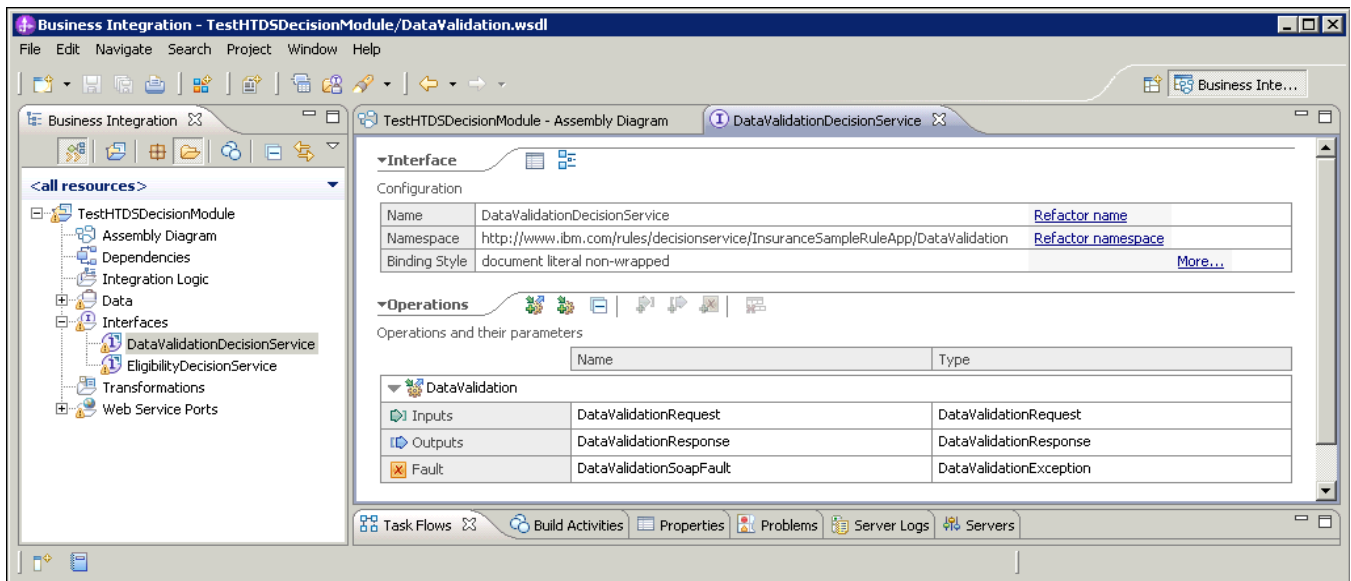 Business Integration - TestHTDSDecisionModule/DataValidation.wsdl
File Edit Navigate Search Project Window Help
Business Inte...
Business Integration
<all resources>
TestHTDSDecisionModule
Assembly Diagram
Dependencies
Integration Logic
Data
Interfaces
DataValidationDecisionService
EligibilityDecisionService
Transformations
Web Service Ports
TestHTDSDecisionModule - Assembly Diagram DataValidationDecisionService
Interface
Configuration
Name DataValidationDecisionService Refactor name
Namespace http://www.ibm.com/rules/decisionservice/InsuranceSampleRuleApp/DataValidation Refactor namespace
Binding Style document literal non-wrapped More...
Operations
Operations and their parameters
Name Type
DataValidation
Inputs DataValidationRequest DataValidationRequest
Outputs DataValidationResponse DataValidationResponse
Fault DataValidationSoapFault DataValidationException
Task Flows Build Activities Properties Problems Server Logs Servers